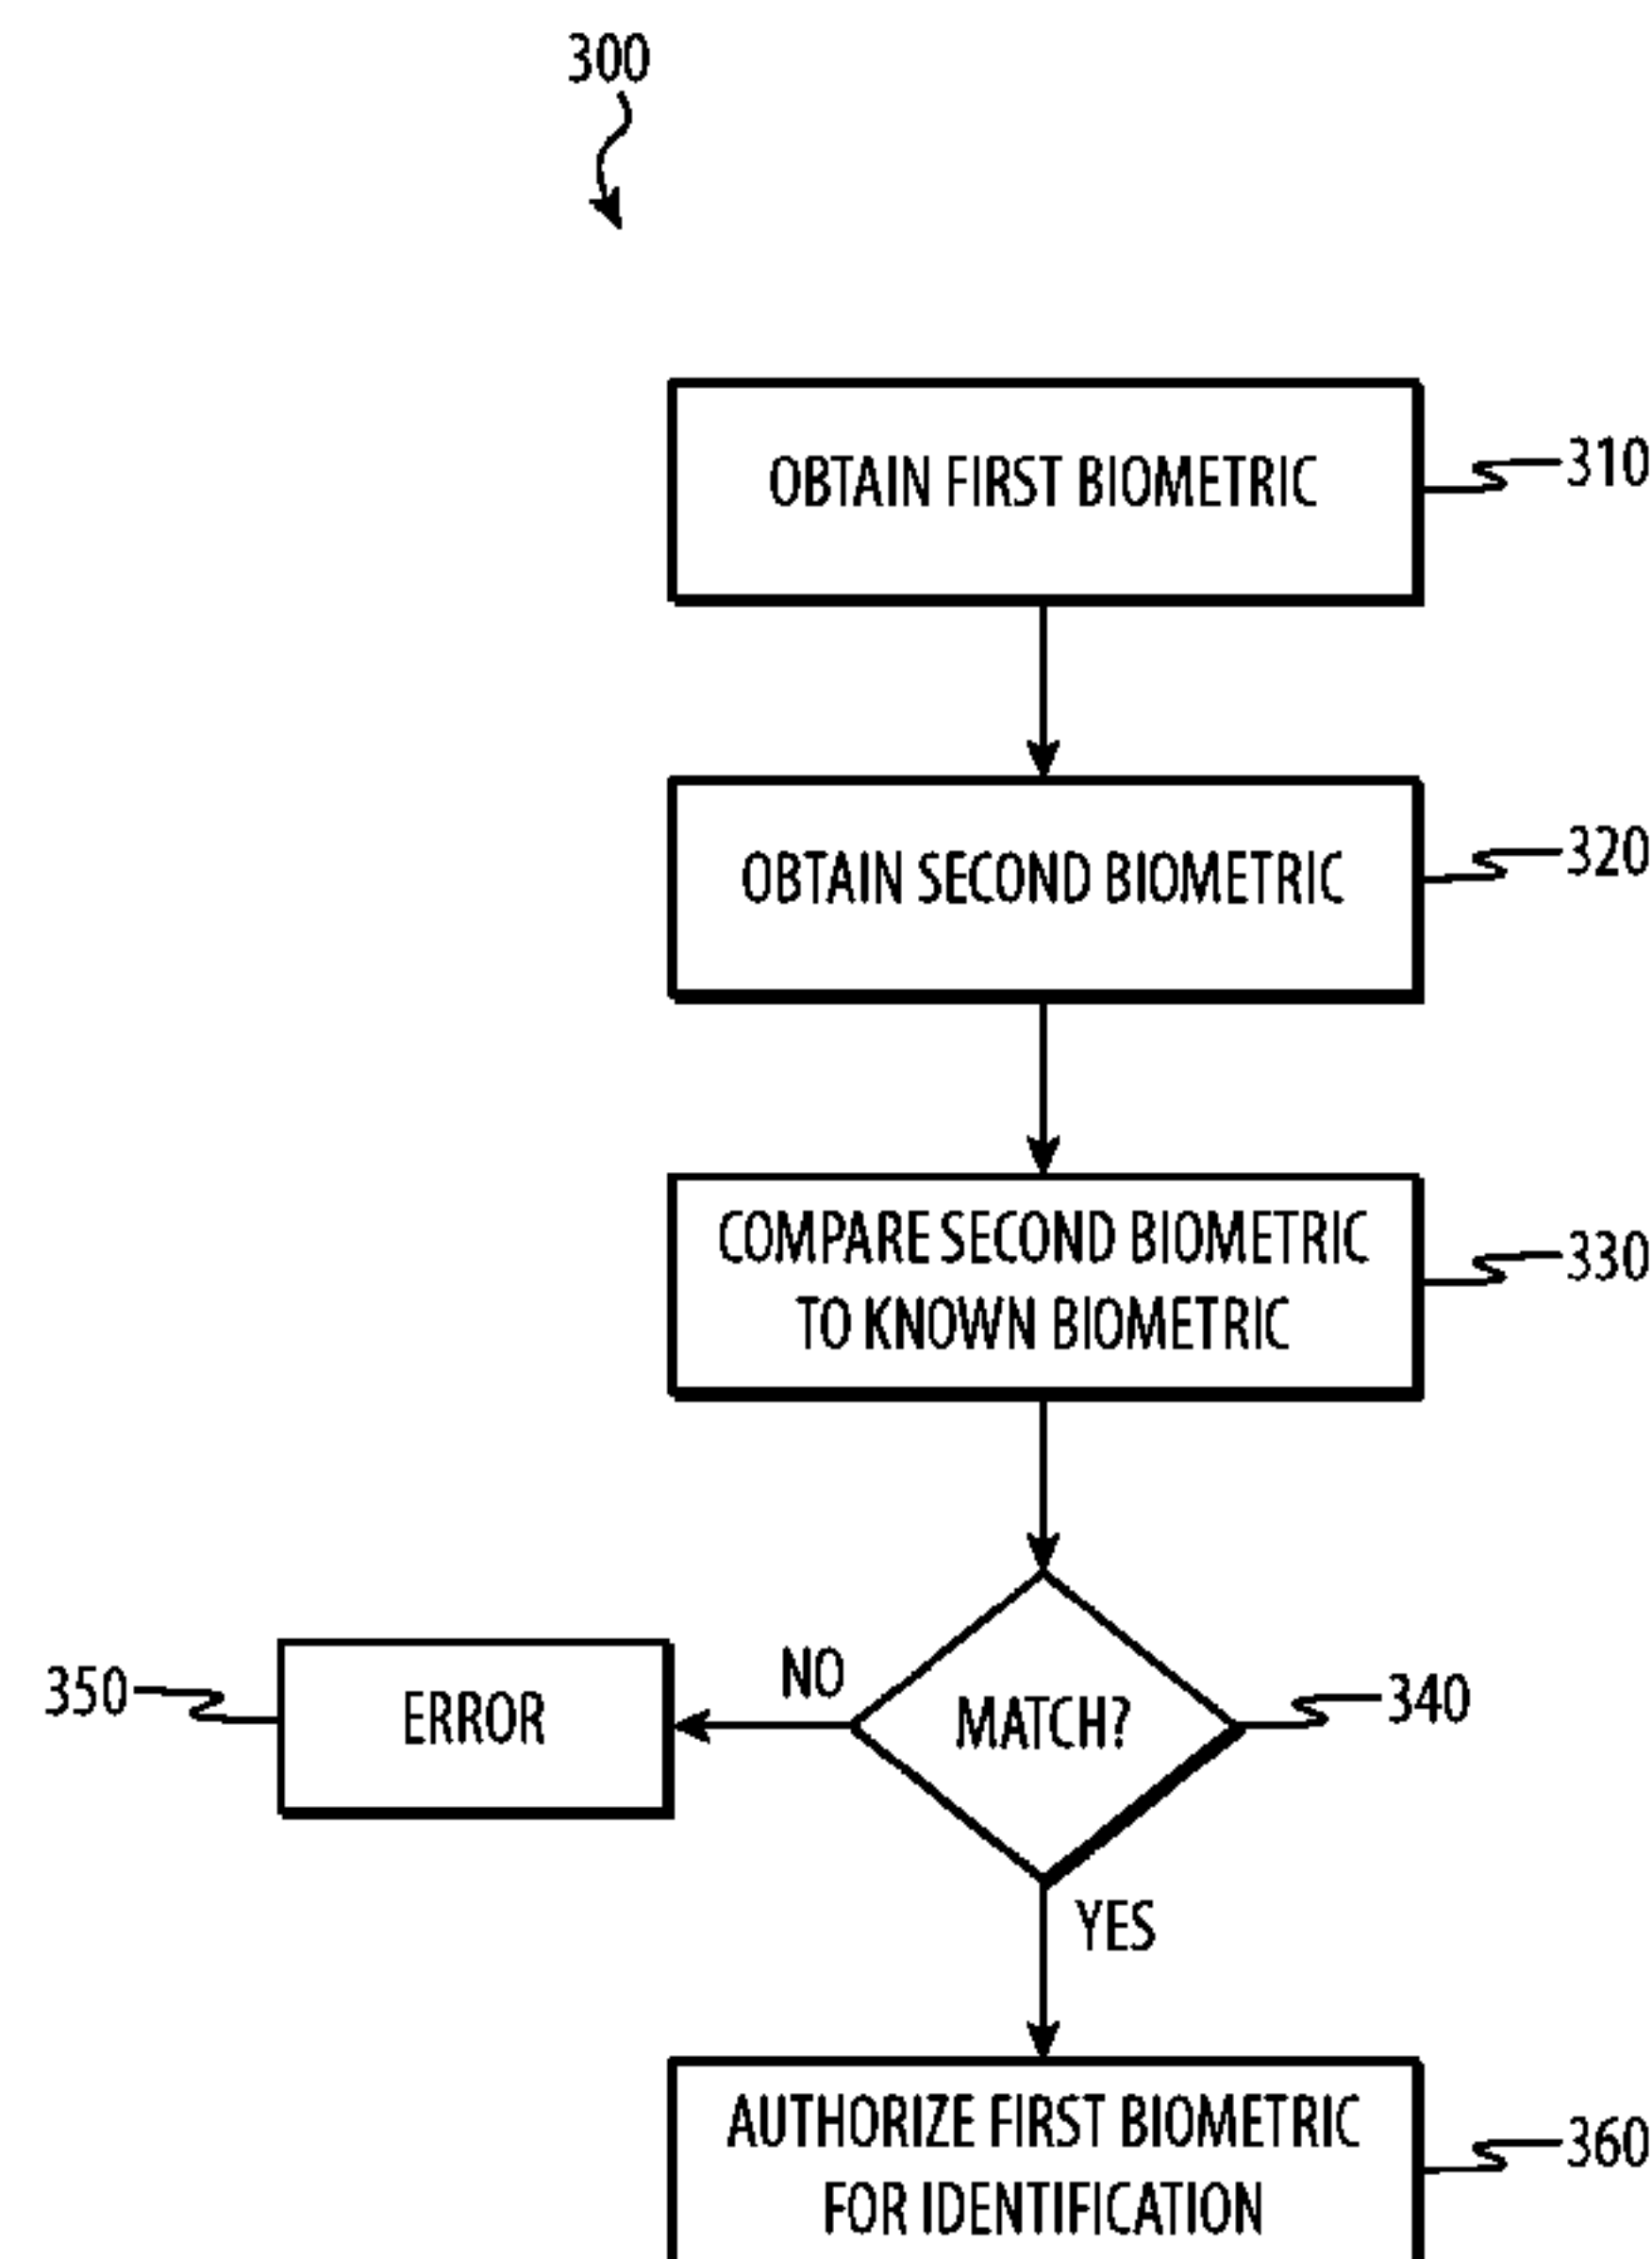 300
OBTAIN FIRST BIOMETRIC
310
OBTAIN SECOND BIOMETRIC
320
COMPARE SECOND BIOMETRIC
TO KNOWN BIOMETRIC
330
350
ERROR
NO
MATCH?
340
YES
AUTHORIZE FIRST BIOMETRIC
FOR IDENTIFICATION
360